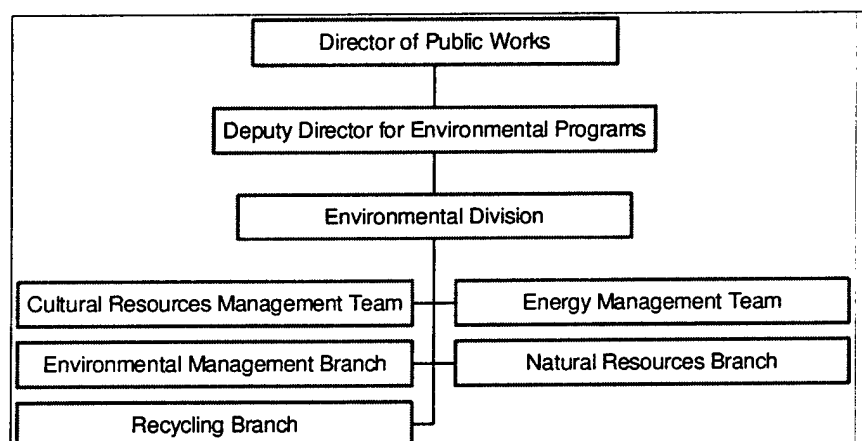 Director of Public Works
Deputy Director for Environmental Programs
Environmental Division
Cultural Resources Management Team
Energy Management Team
Environmental Management Branch
Natural Resources Branch
Recycling Branch